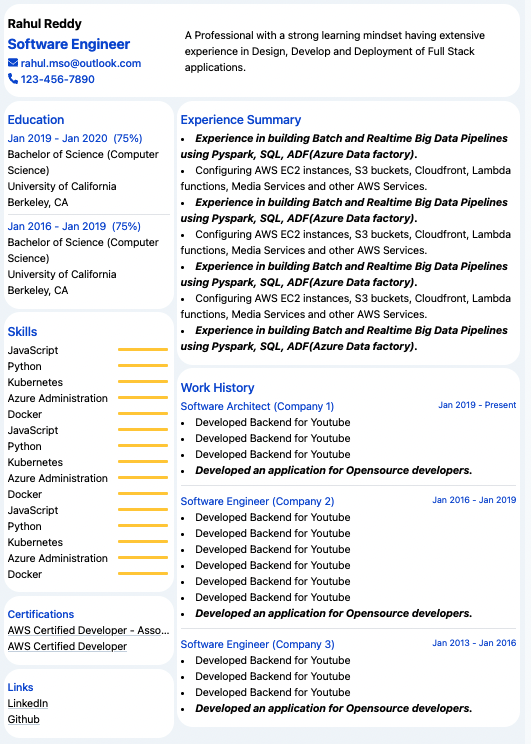 Rahul Reddy
Software Engineer
rahul.mso@outlook.com
123-456-7890
A Professional with a strong learning mindset having extensive
experience in Design, Develop and Deployment of Full Stack
applications.
Education
Jan 2019 - Jan 2020 (75%)
Bachelor of Science (Computer
Science)
University of California
Berkeley, CA
Jan 2016 - Jan 2019 (75%)
Bachelor of Science (Computer
Science)
University of California
Berkeley, CA
Skills
JavaScript
Python
Kubernetes
Azure Administration
Docker
JavaScript
Python
Kubernetes
Azure Administration
Docker
JavaScript
Python
Kubernetes
Azure Administration
Docker
Certifications
AWS Certified Developer - Asso...
AWS Certified Developer
Links
LinkedIn
Github
Experience Summary
• Experience in building Batch and Realtime Big Data Pipelines
using Pyspark, SQL, ADF(Azure Data factory).
• Configuring AWS EC2 instances, S3 buckets, Cloudfront, Lambda
functions, Media Services and other AWS Services.
• Experience in building Batch and Realtime Big Data Pipelines
using Pyspark, SQL, ADF(Azure Data factory).
• Configuring AWS EC2 instances, S3 buckets, Cloudfront, Lambda
functions, Media Services and other AWS Services.
• Experience in building Batch and Realtime Big Data Pipelines
using Pyspark, SQL, ADF(Azure Data factory).
• Configuring AWS EC2 instances, S3 buckets, Cloudfront, Lambda
functions, Media Services and other AWS Services.
• Experience in building Batch and Realtime Big Data Pipelines
using Pyspark, SQL, ADF(Azure Data factory).
Work History
Software Architect (Company 1) Jan 2019 - Present
• Developed Backend for Youtube
• Developed Backend for Youtube
• Developed Backend for Youtube
• Developed an application for Opensource developers.
Software Engineer (Company 2) Jan 2016 - Jan 2019
• Developed Backend for Youtube
• Developed Backend for Youtube
• Developed Backend for Youtube
• Developed Backend for Youtube
• Developed Backend for Youtube
• Developed Backend for Youtube
• Developed an application for Opensource developers.
Software Engineer (Company 3) Jan 2013 - Jan 2016
• Developed Backend for Youtube
• Developed Backend for Youtube
• Developed Backend for Youtube
• Developed an application for Opensource developers.